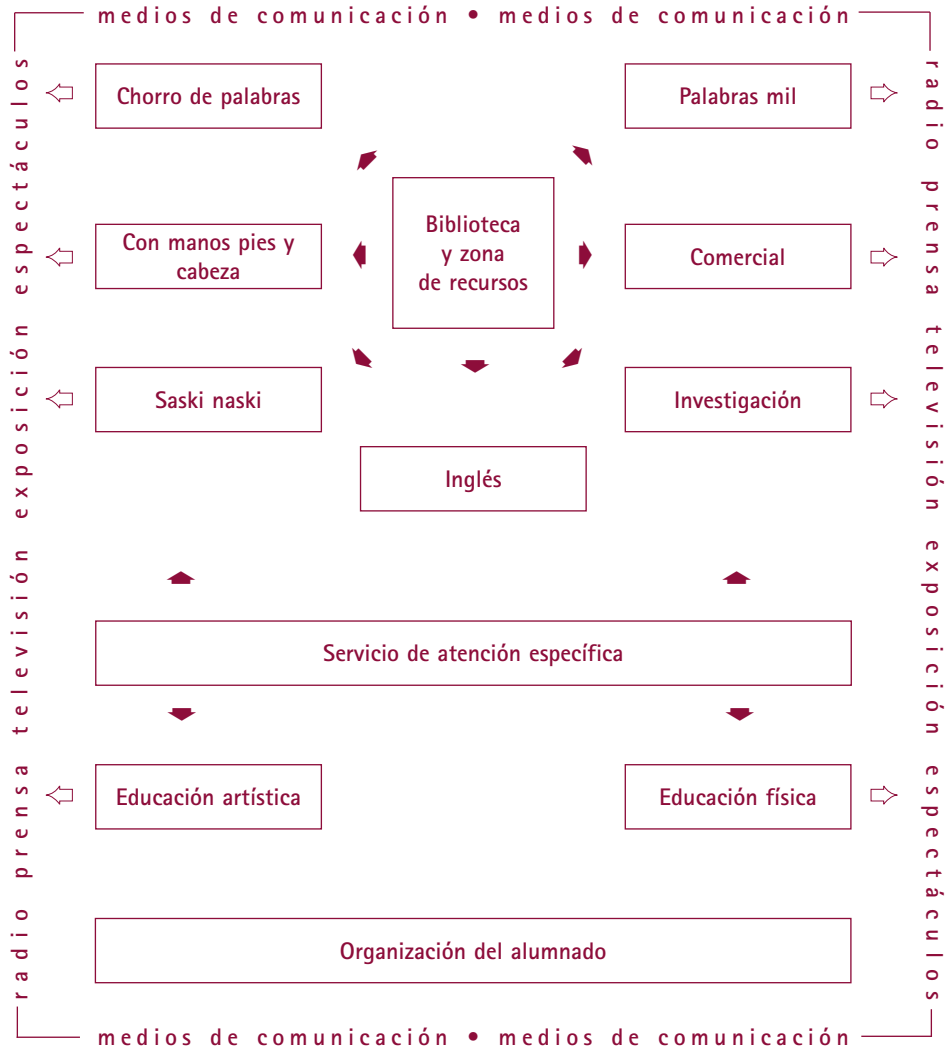 medios de comunicación • medios de comunicación
radio prensa televisión exposición espectáculos
radio prensa televisión exposición espectáculos
Chorro de palabras
Palabras mil
Biblioteca
y zona
de recursos
Con manos pies y
cabeza
Comercial
Saski naski
Investigación
Inglés
Servicio de atención específica
Educación artística
Educación física
Organización del alumnado
medios de comunicación • medios de comunicación